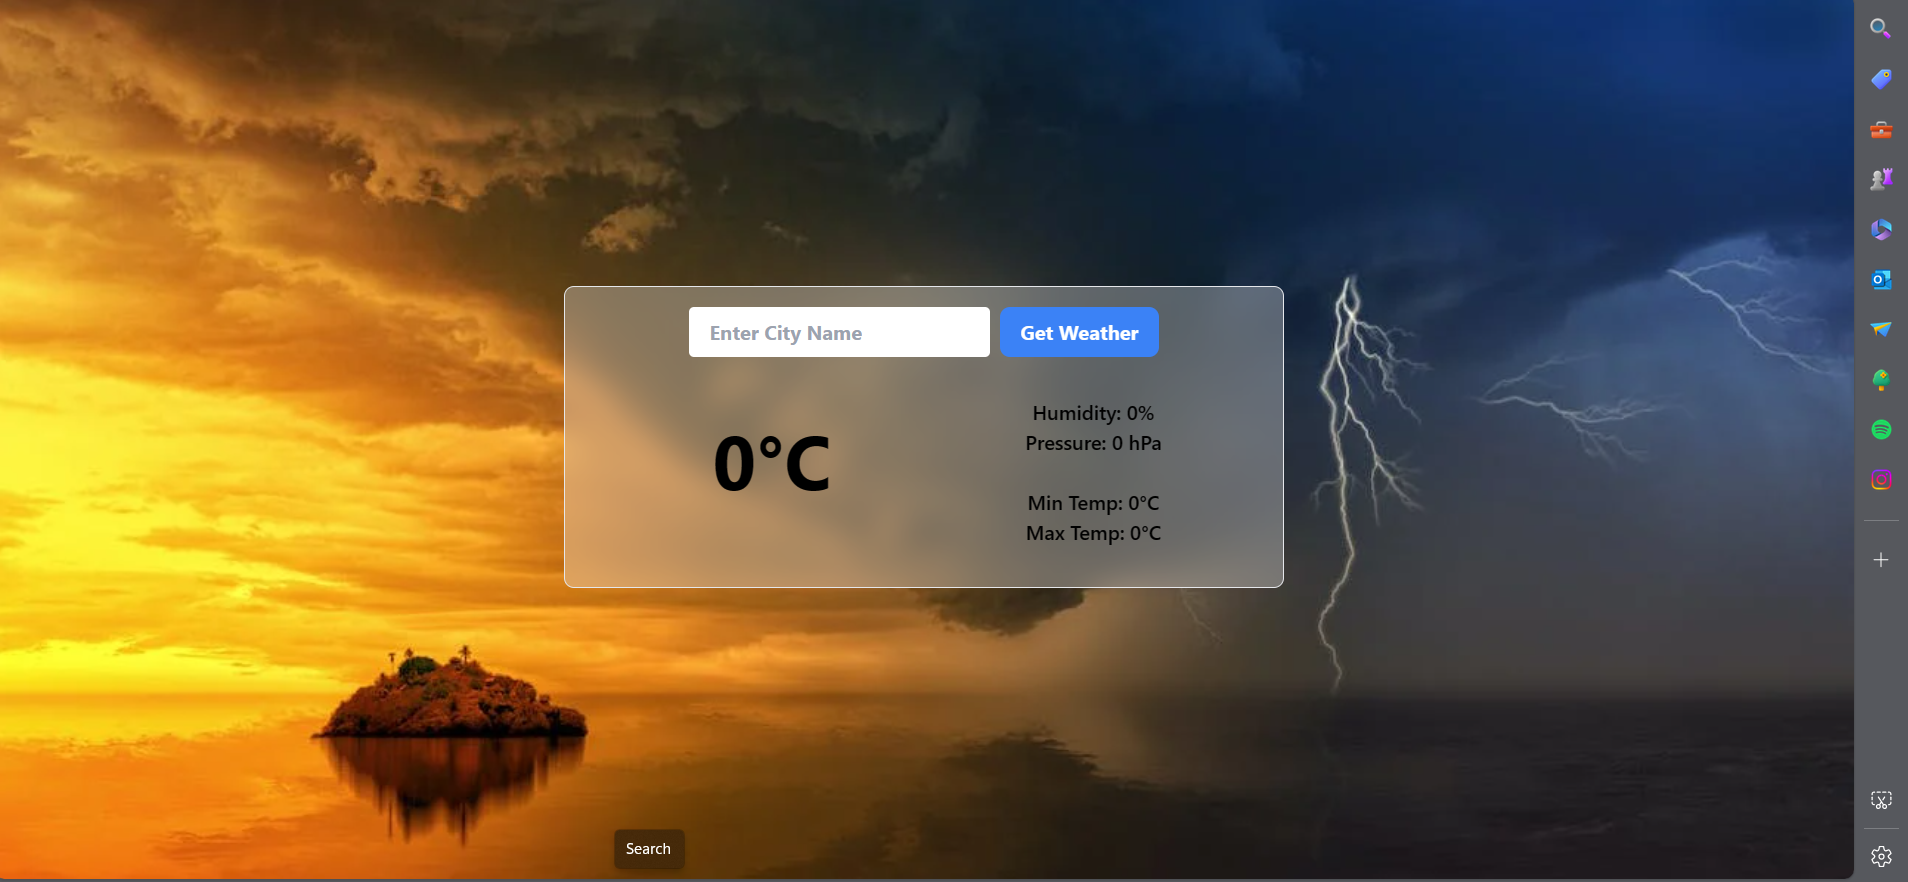 Enter City Name
Get Weather
0°C
Humidity: 0%
Pressure: 0 hPa
Min Temp: 0°C
Max Temp: 0°C
Search